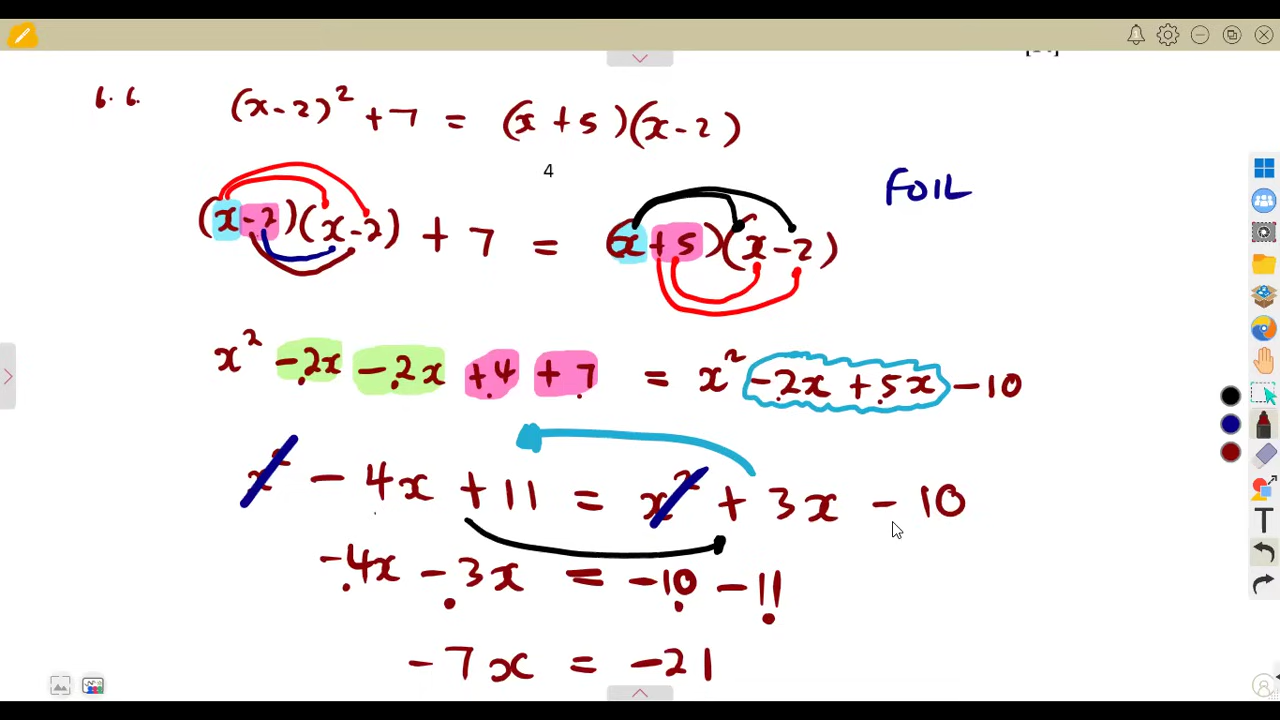 6.6. (x-2)² + 7 = (x + 5)(x - 2)
4
FOIL
(x - 2)(x - 2) + 7 = (x + 5)(x - 2)
x² - 2x - 2x + 4 + 7 = x² - 2x + 5x - 10
x² - 4x + 11 = x² + 3x - 10
-4x - 3x = -10 - 11
-7x = -21